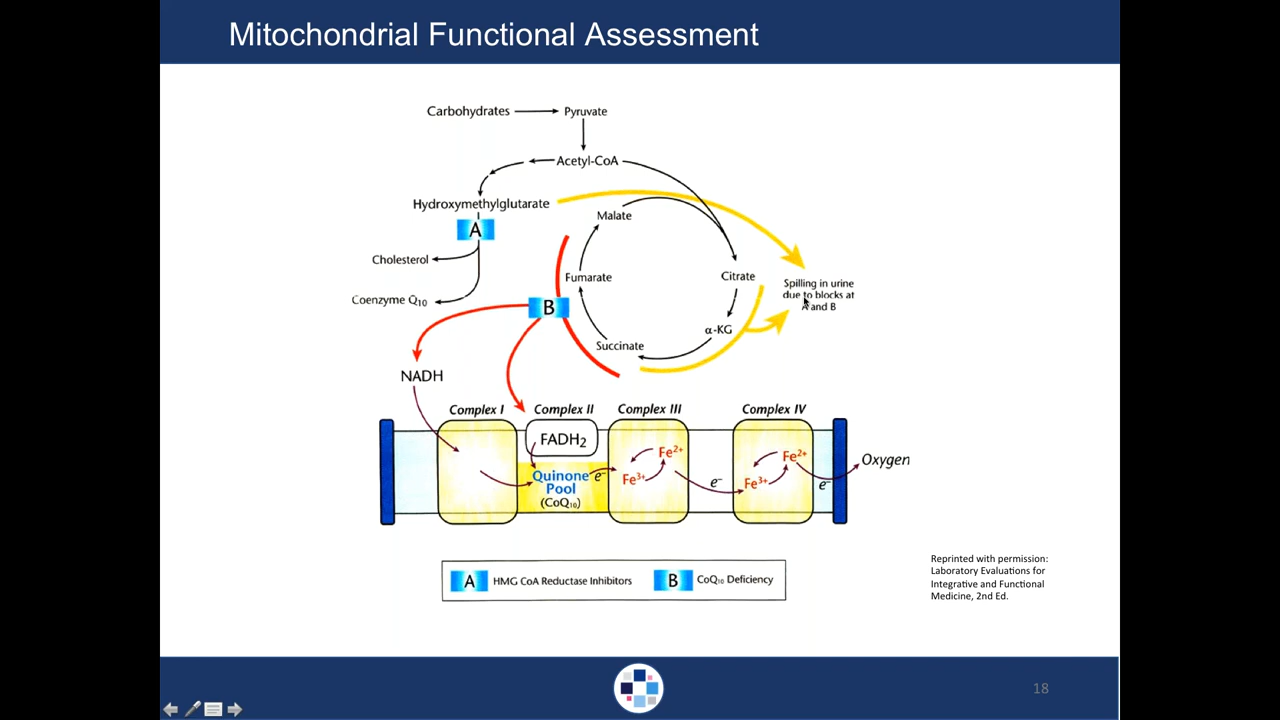 Mitochondrial Functional Assessment
Carbohydrates
Pyruvate
Acetyl-CoA
Hydroxymethylglutarate
A
Malate
Cholesterol
Fumarate
Citrate
Spilling in urine
due to blocks at
A and B
Coenzyme Q₁₀
B
α-KG
Succinate
NADH
Complex I
Complex II
Complex III
Complex IV
FADH₂
Quinone
Pool
(CoQ₁₀)
e⁻
Fe²⁺
Fe³⁺
e⁻
Fe²⁺
Fe³⁺
e⁻
Oxygen
A HMG CoA Reductase Inhibitors
B CoQ₁₀ Deficiency
Reprinted with permission:
Laboratory Evaluations for
Integrative and Functional
Medicine, 2nd Ed.
18